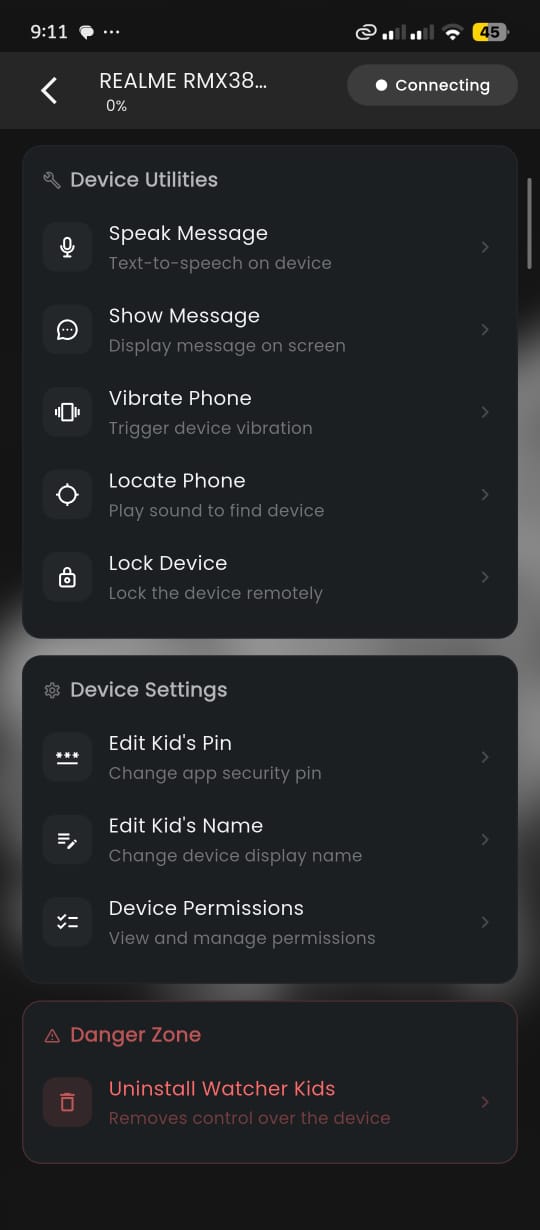 9:11
45
REALME RMX38...
0%
Connecting
Device Utilities
Speak Message
Text-to-speech on device
Show Message
Display message on screen
Vibrate Phone
Trigger device vibration
Locate Phone
Play sound to find device
Lock Device
Lock the device remotely
Device Settings
Edit Kid's Pin
Change app security pin
Edit Kid's Name
Change device display name
Device Permissions
View and manage permissions
Danger Zone
Uninstall Watcher Kids
Removes control over the device